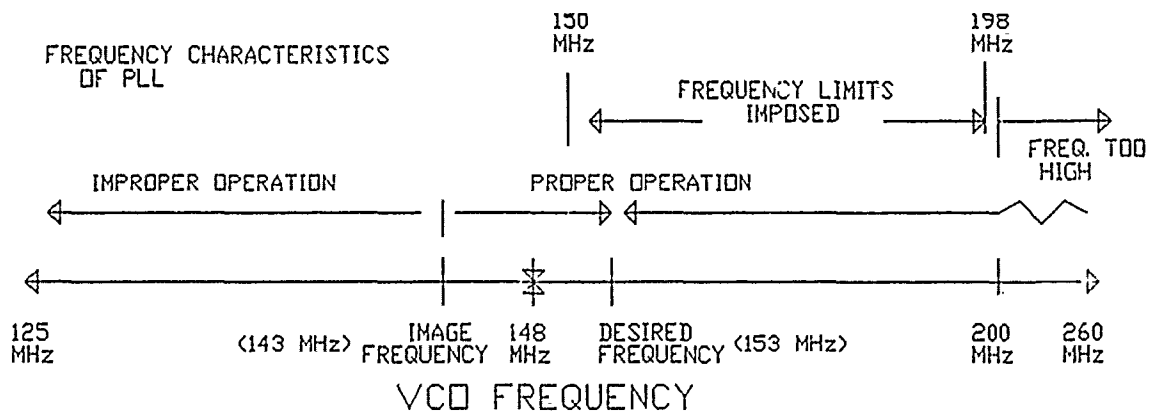 150
MHz
198
MHz
FREQUENCY CHARACTERISTICS
OF PLL
FREQUENCY LIMITS
IMPOSED
FREQ. TOO
HIGH
IMPROPER OPERATION
PROPER OPERATION
125
MHz
(143 MHz)
IMAGE
FREQUENCY
148
MHz
DESIRED
FREQUENCY
(153 MHz)
200
MHz
260
MHz
VCO FREQUENCY